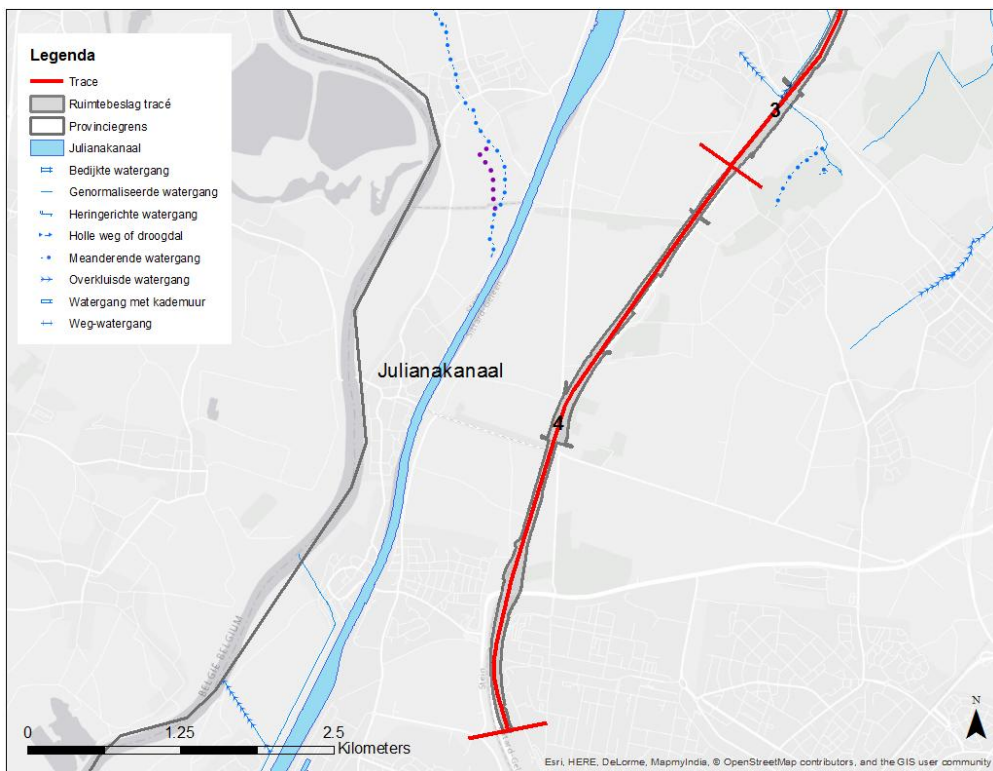 Legenda
Trace
Ruimtebeslag tracé
Provinciegrens
Julianakanaal
Bedijkte watergang
Genormaliseerde watergang
Heringerichte watergang
Holle weg of droogdal
Meanderende watergang
Overkluisde watergang
Watergang met kademuur
Weg-watergang
3
Julianakanaal
4
BELGIË BELGIUM
Stein
N
0
1.25
2.5
Kilometers
Esri, HERE, DeLorme, MapmyIndia, © OpenStreetMap contributors, and the GIS user community